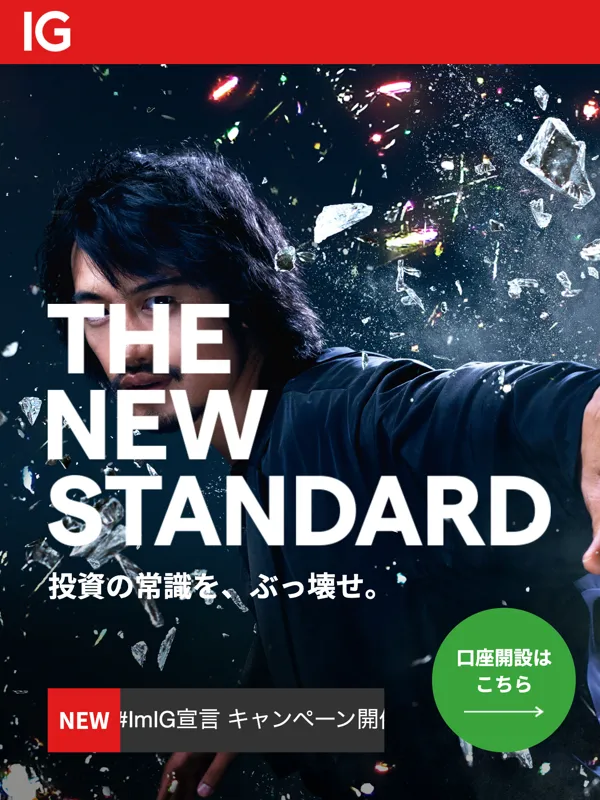 IG
THE
NEW
STANDARD
投資の常識を、ぶっ壊せ。
口座開設は
こちら
NEW #ImIG宣言 キャンペーン開